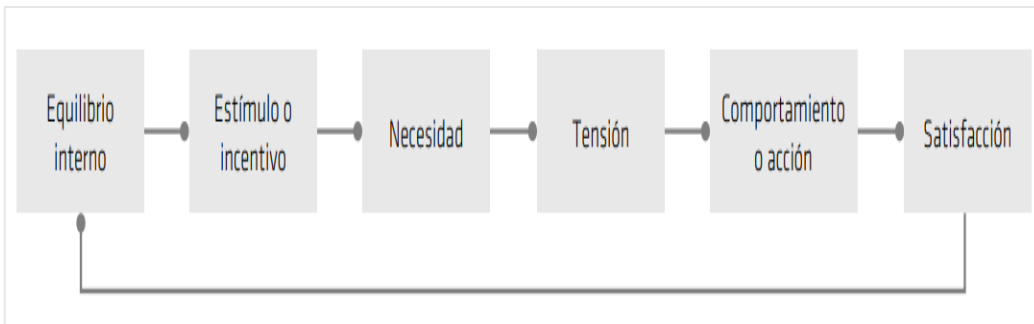 Equilibrio
interno
Estímulo o
incentivo
Necesidad
Tensión
Comportamiento
o acción
Satisfacción